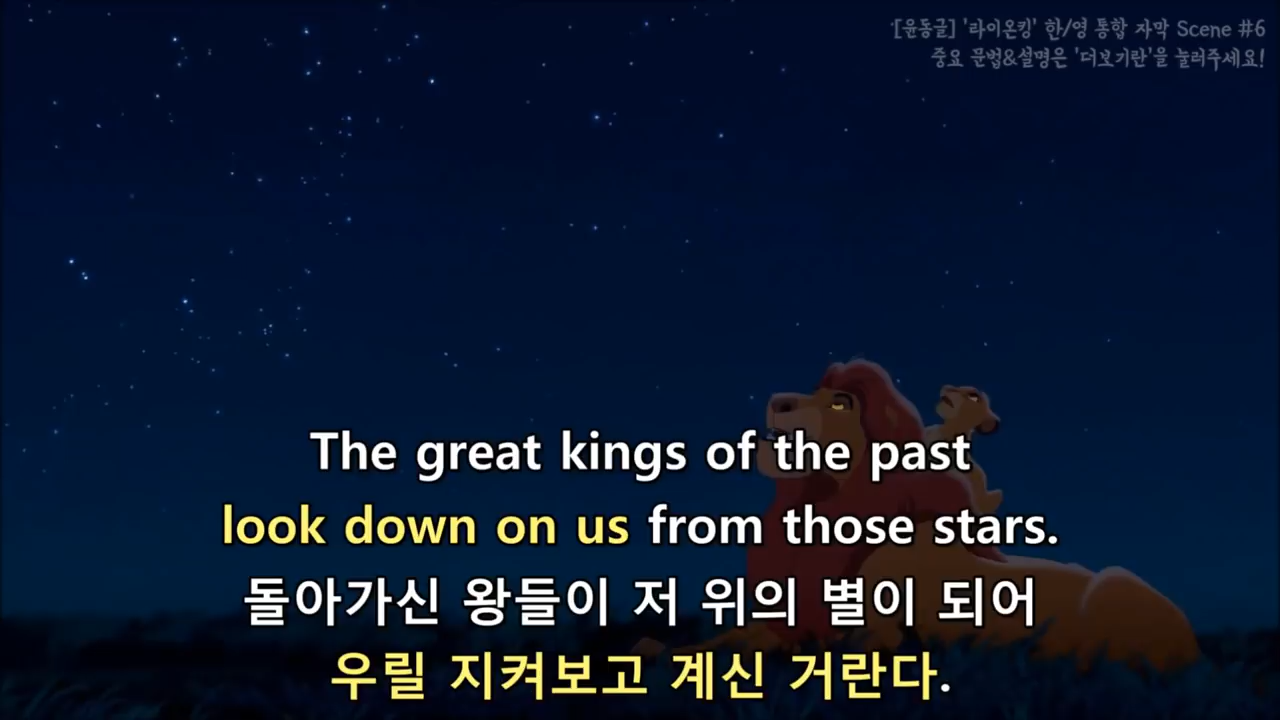 [윤동글] '라이온킹' 한/영 통합 자막 Scene #6
중요 문법&설명은 '더보기란'을 눌러주세요!
The great kings of the past
look down on us from those stars.
돌아가신 왕들이 저 위의 별이 되어
우릴 지켜보고 계신 거란다.